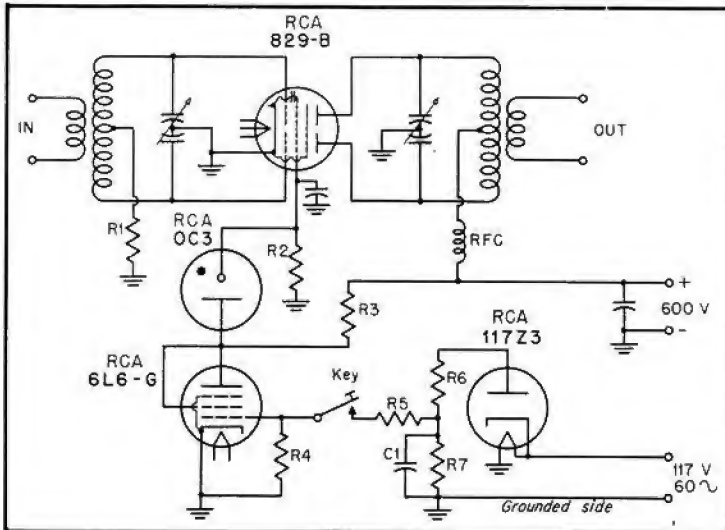 RCA
829-B
IN
OUT
R1
RCA
OC3
R2
RFC
R3
+
600 V
-
RCA
117Z3
RCA
6L6-G
Key
R6
R5
R4
C1
R7
117 V
60~
Grounded side